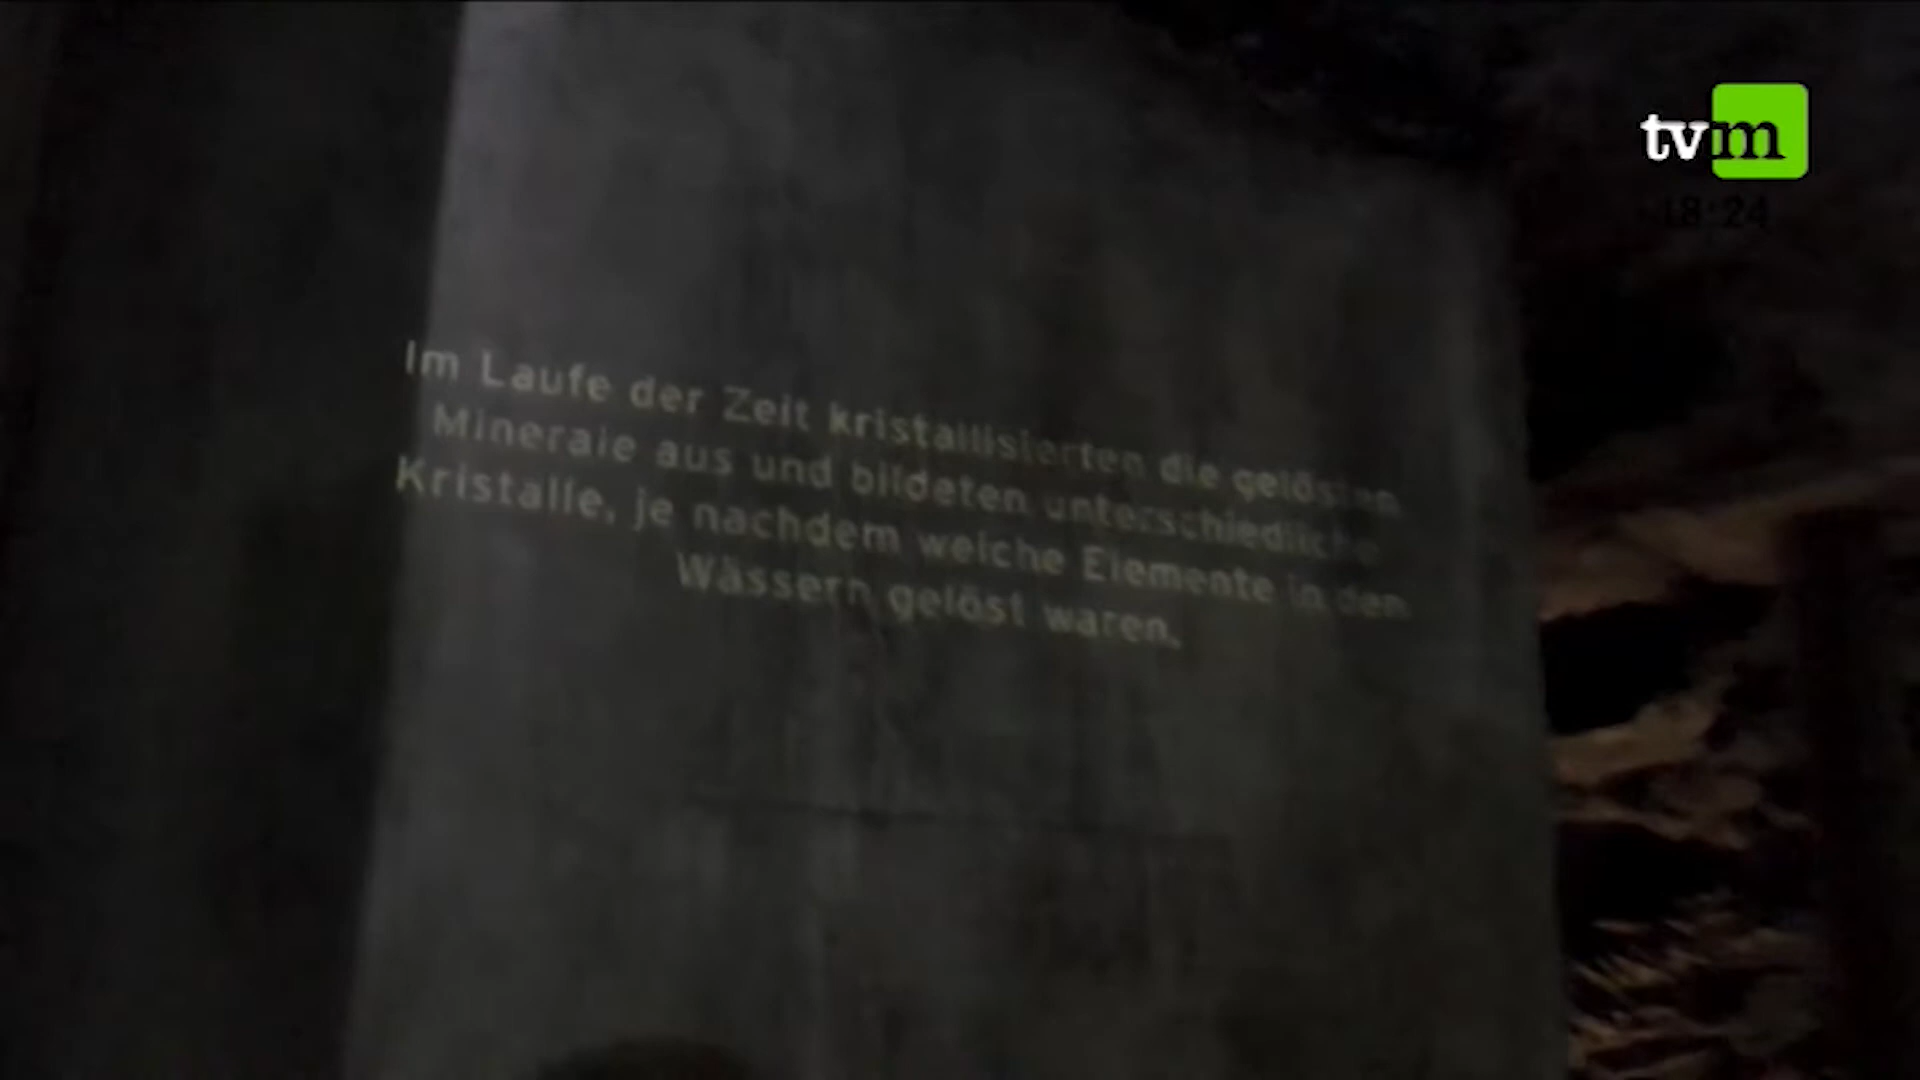 tvm
18:24
Im Laufe der Zeit kristallisierten die gelösten
Minerale aus und bildeten unterschiedliche
Kristalle, je nachdem welche Elemente in den
Wässern gelöst waren.